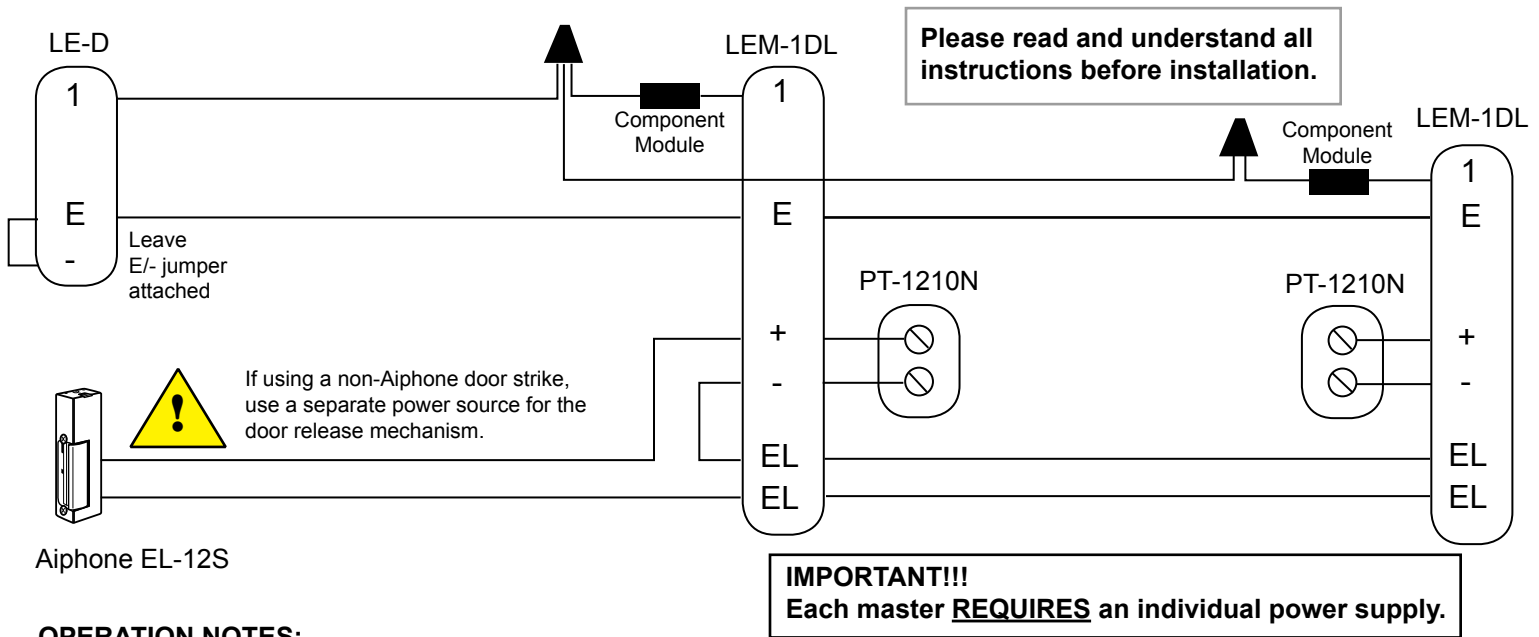 LE-D
1
E
-
Leave
E/- jumper
attached
Component
Module
LEM-1DL
1
E
+
-
EL
EL
Please read and understand all
instructions before installation.
Component
Module
LEM-1DL
1
E
+
-
EL
EL
PT-1210N
PT-1210N
!
If using a non-Aiphone door strike,
use a separate power source for the
door release mechanism.
Aiphone EL-12S
IMPORTANT!!!
Each master REQUIRES an individual power supply.
OPERATION NOTES: